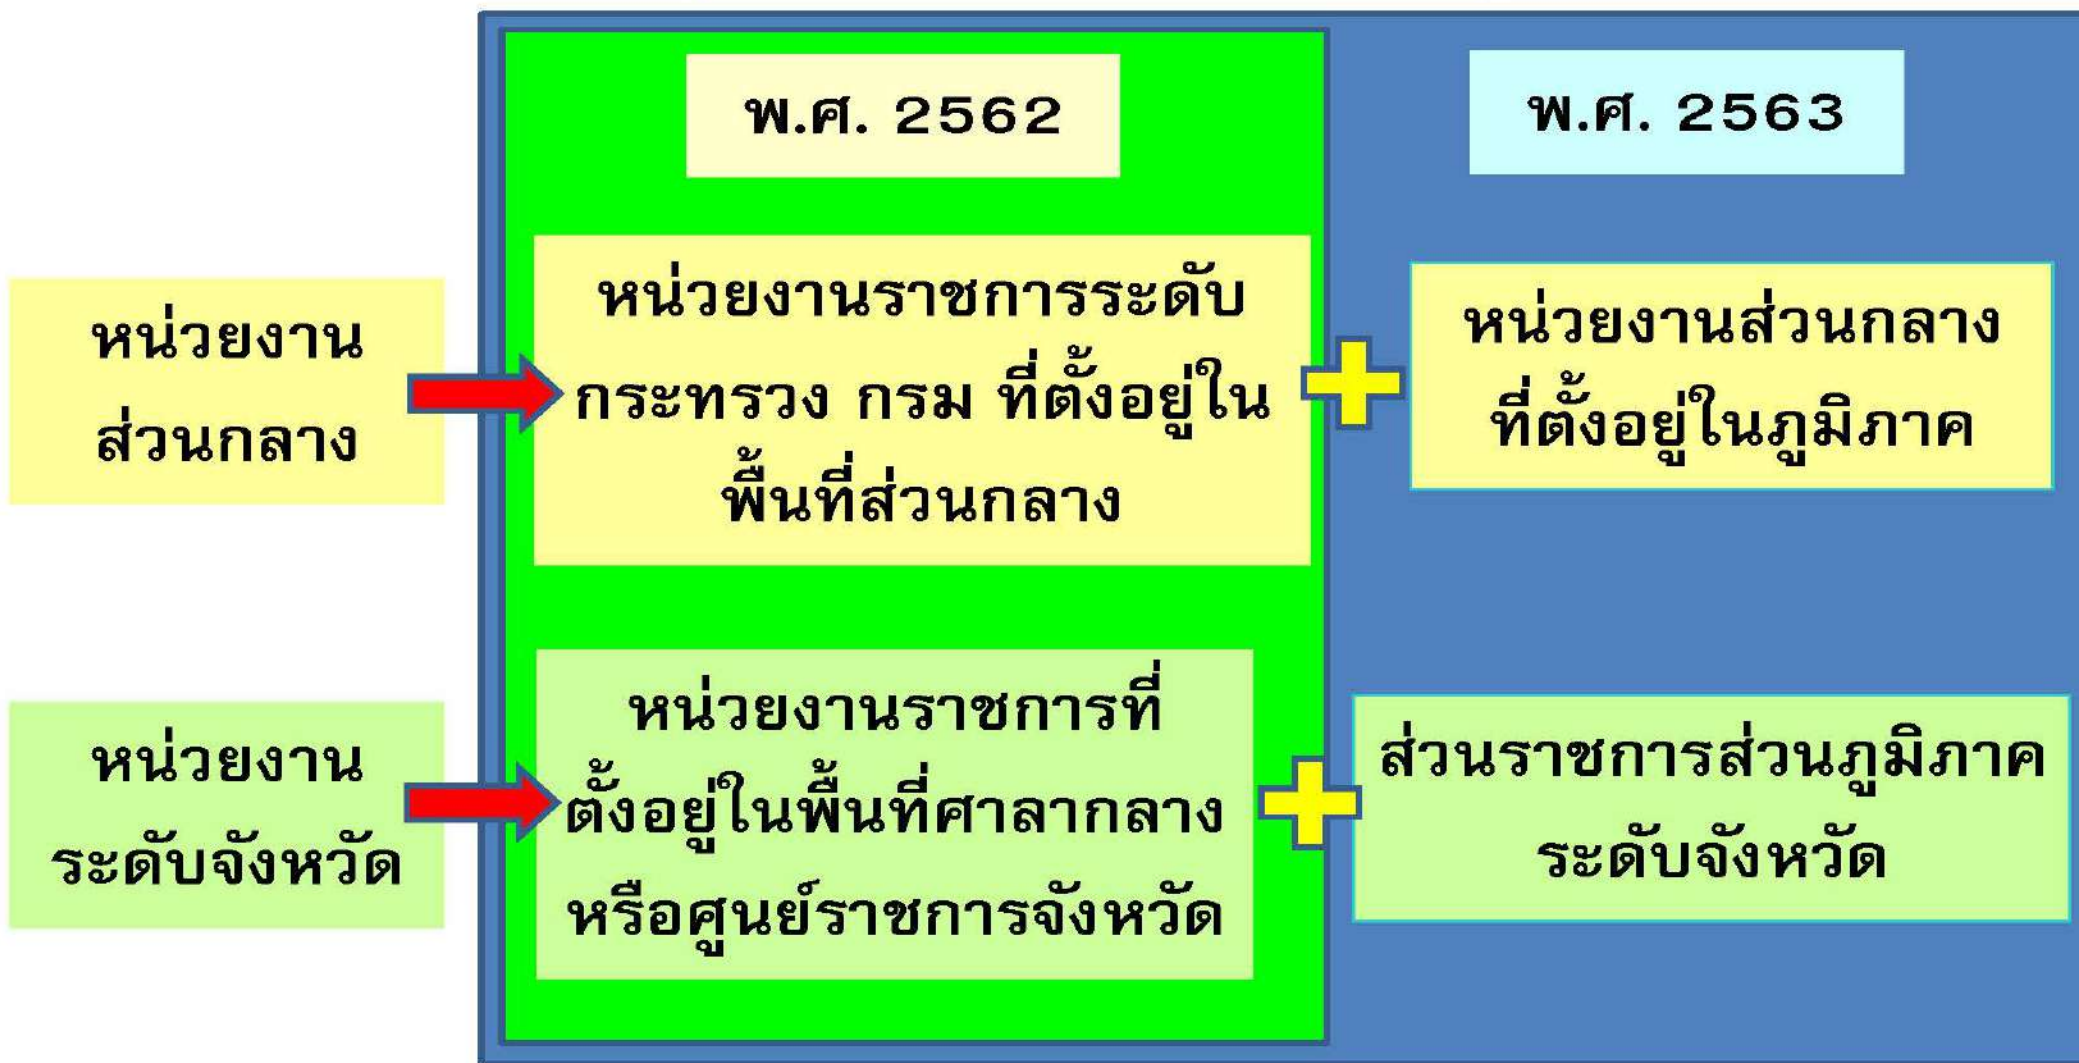 พ.ศ. 2562
พ.ศ. 2563
หน่วยงาน
ส่วนกลาง
หน่วยงานราชการระดับ
กระทรวง กรม ที่ตั้งอยู่ใน
พื้นที่ส่วนกลาง
หน่วยงานส่วนกลาง
ที่ตั้งอยู่ในภูมิภาค
หน่วยงาน
ระดับจังหวัด
หน่วยงานราชการที่
ตั้งอยู่ในพื้นที่ศาลากลาง
หรือศูนย์ราชการจังหวัด
ส่วนราชการส่วนภูมิภาค
ระดับจังหวัด